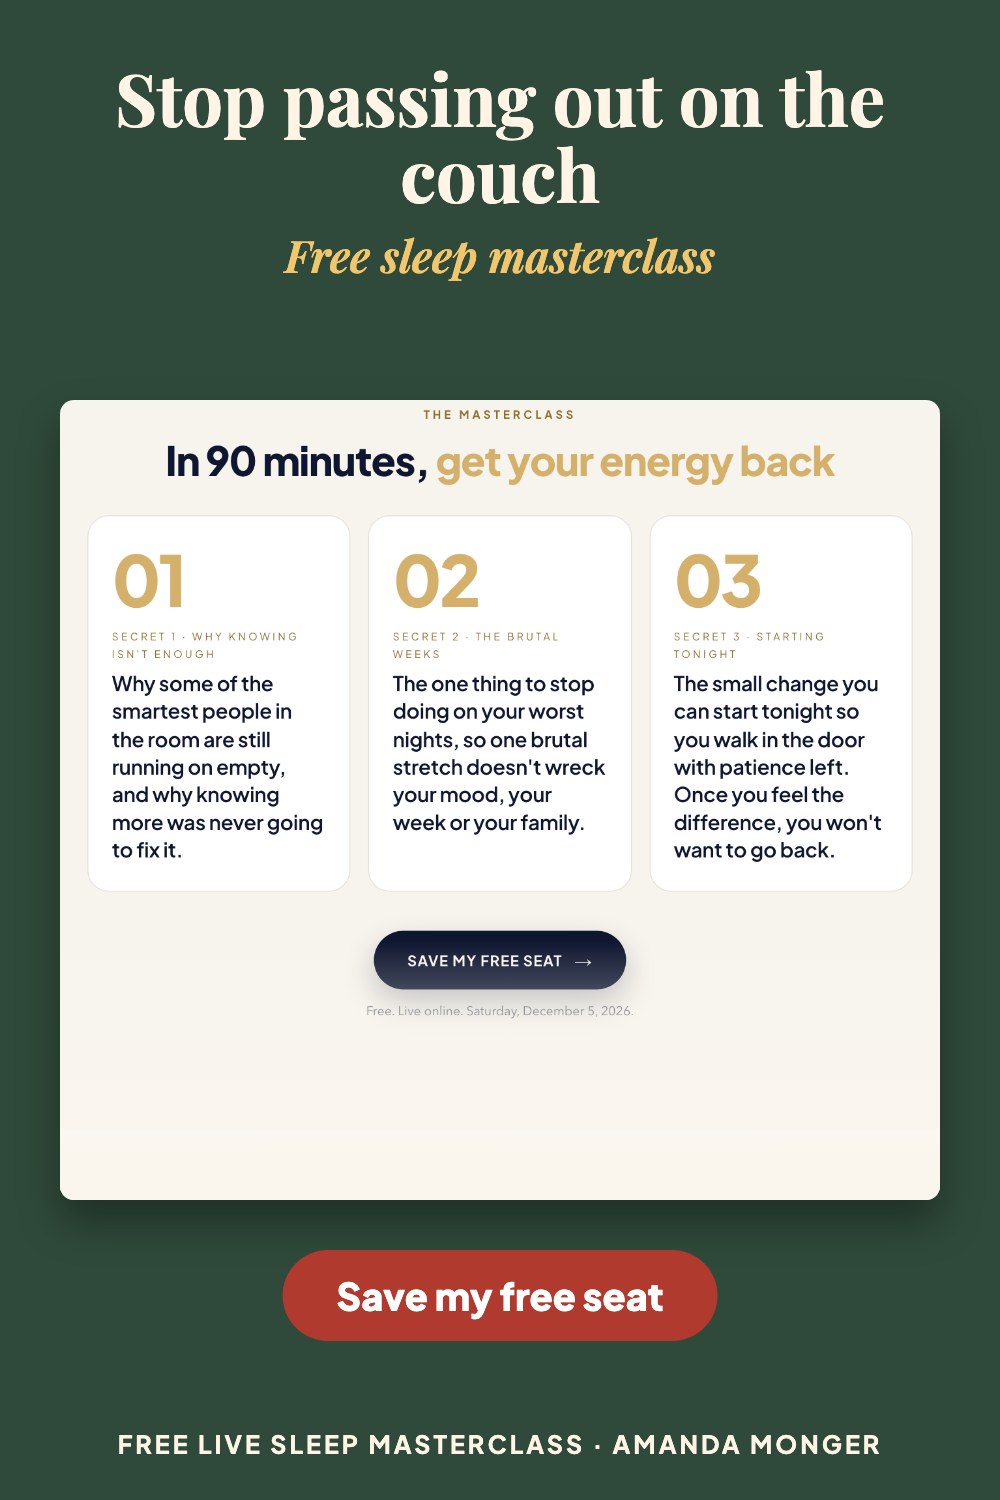 Stop passing out on the
couch
Free sleep masterclass
THE MASTERCLASS
In 90 minutes, get your energy back
01
SECRET 1 · WHY KNOWING
ISN'T ENOUGH
Why some of the
smartest people in
the room are still
running on empty,
and why knowing
more was never going
to fix it.
02
SECRET 2 · THE BRUTAL
WEEKS
The one thing to stop
doing on your worst
nights, so one brutal
stretch doesn't wreck
your mood, your
week or your family.
03
SECRET 3 · STARTING
TONIGHT
The small change you
can start tonight so
you walk in the door
with patience left.
Once you feel the
difference, you won't
want to go back.
SAVE MY FREE SEAT →
Free. Live online. Saturday, December 5, 2026.
Save my free seat
FREE LIVE SLEEP MASTERCLASS · AMANDA MONGER